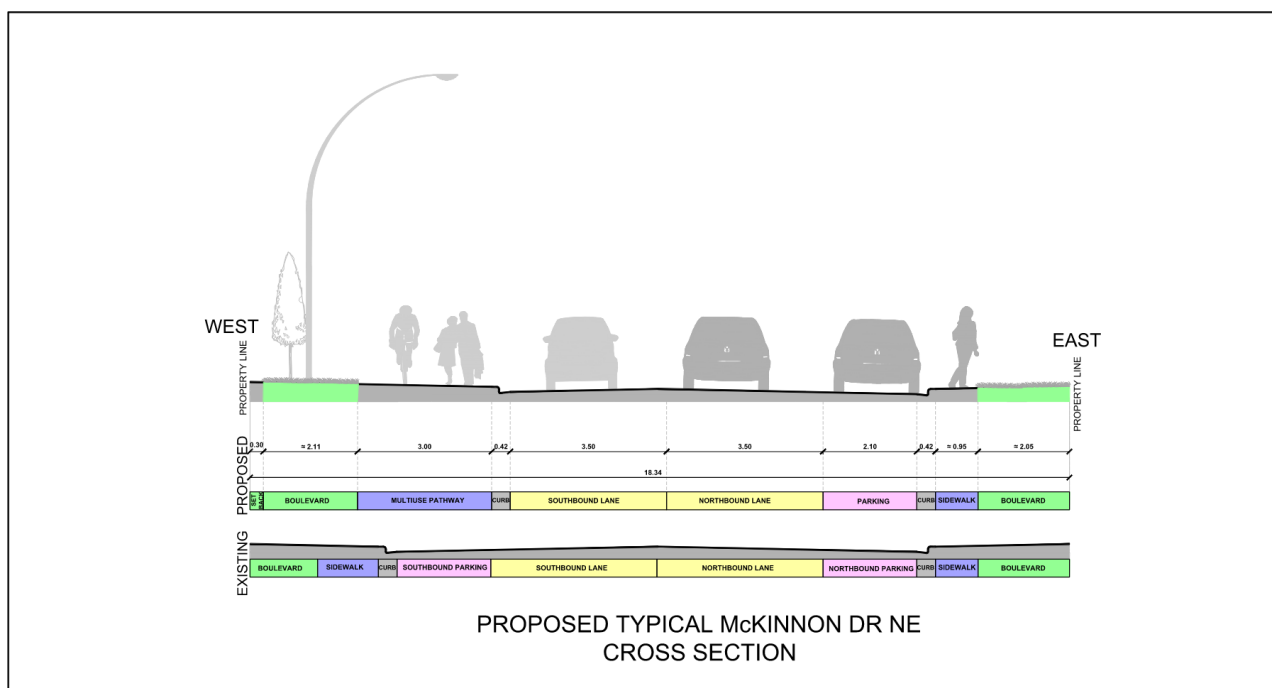 WEST
EAST
PROPERTY LINE
PROPERTY LINE
0.30
≈ 2.11
3.00
0.42
3.50
3.50
2.10
0.42
≈ 0.95
≈ 2.05
18.34
PROPOSED
SET BACK
BOULEVARD
MULTIUSE PATHWAY
CURB
SOUTHBOUND LANE
NORTHBOUND LANE
PARKING
CURB
SIDEWALK
BOULEVARD
EXISTING
BOULEVARD
SIDEWALK
CURB
SOUTHBOUND PARKING
SOUTHBOUND LANE
NORTHBOUND LANE
NORTHBOUND PARKING
CURB
SIDEWALK
BOULEVARD
PROPOSED TYPICAL McKINNON DR NE
CROSS SECTION